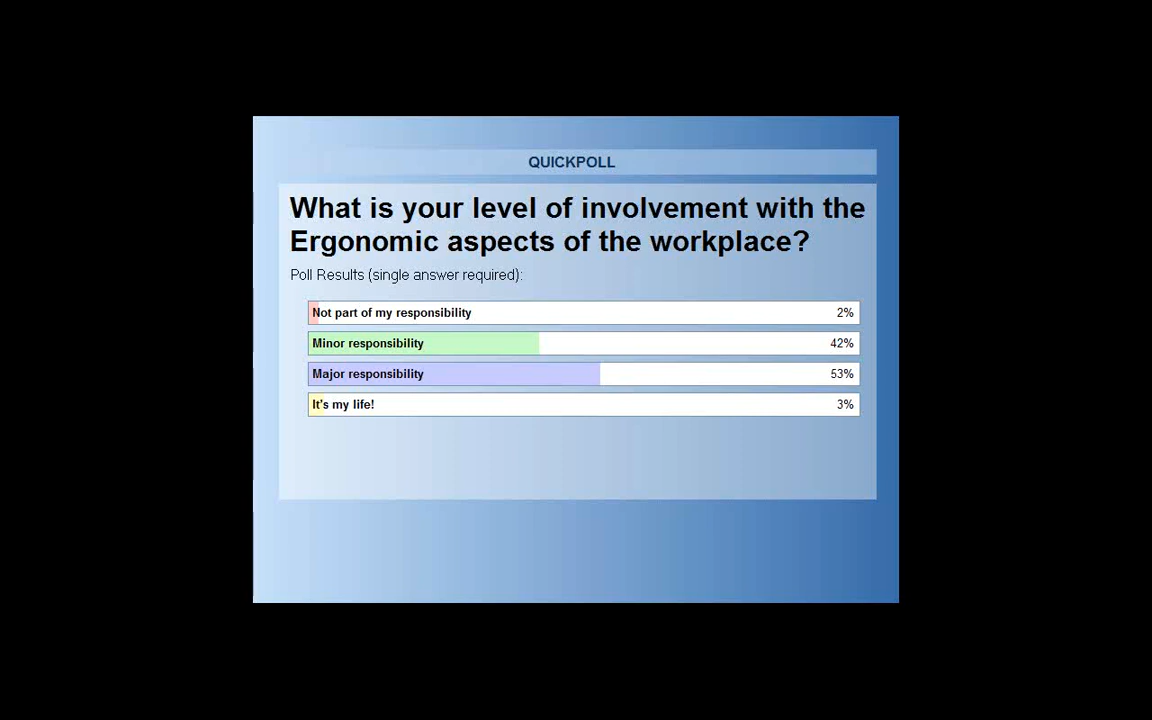 QUICKPOLL
What is your level of involvement with the
Ergonomic aspects of the workplace?
Poll Results (single answer required):
Not part of my responsibility 2%
Minor responsibility 42%
Major responsibility 53%
It's my life! 3%